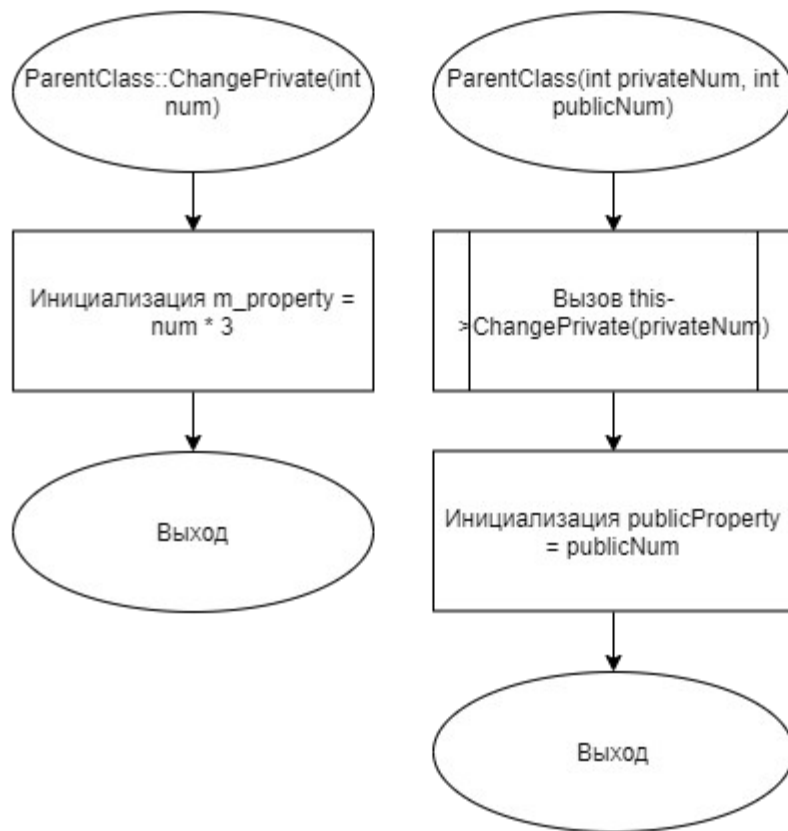 ParentClass::ChangePrivate(int
num)
Инициализация m_property =
num * 3
Выход
ParentClass(int privateNum, int
publicNum)
Вызов this-
>ChangePrivate(privateNum)
Инициализация publicProperty
= publicNum
Выход